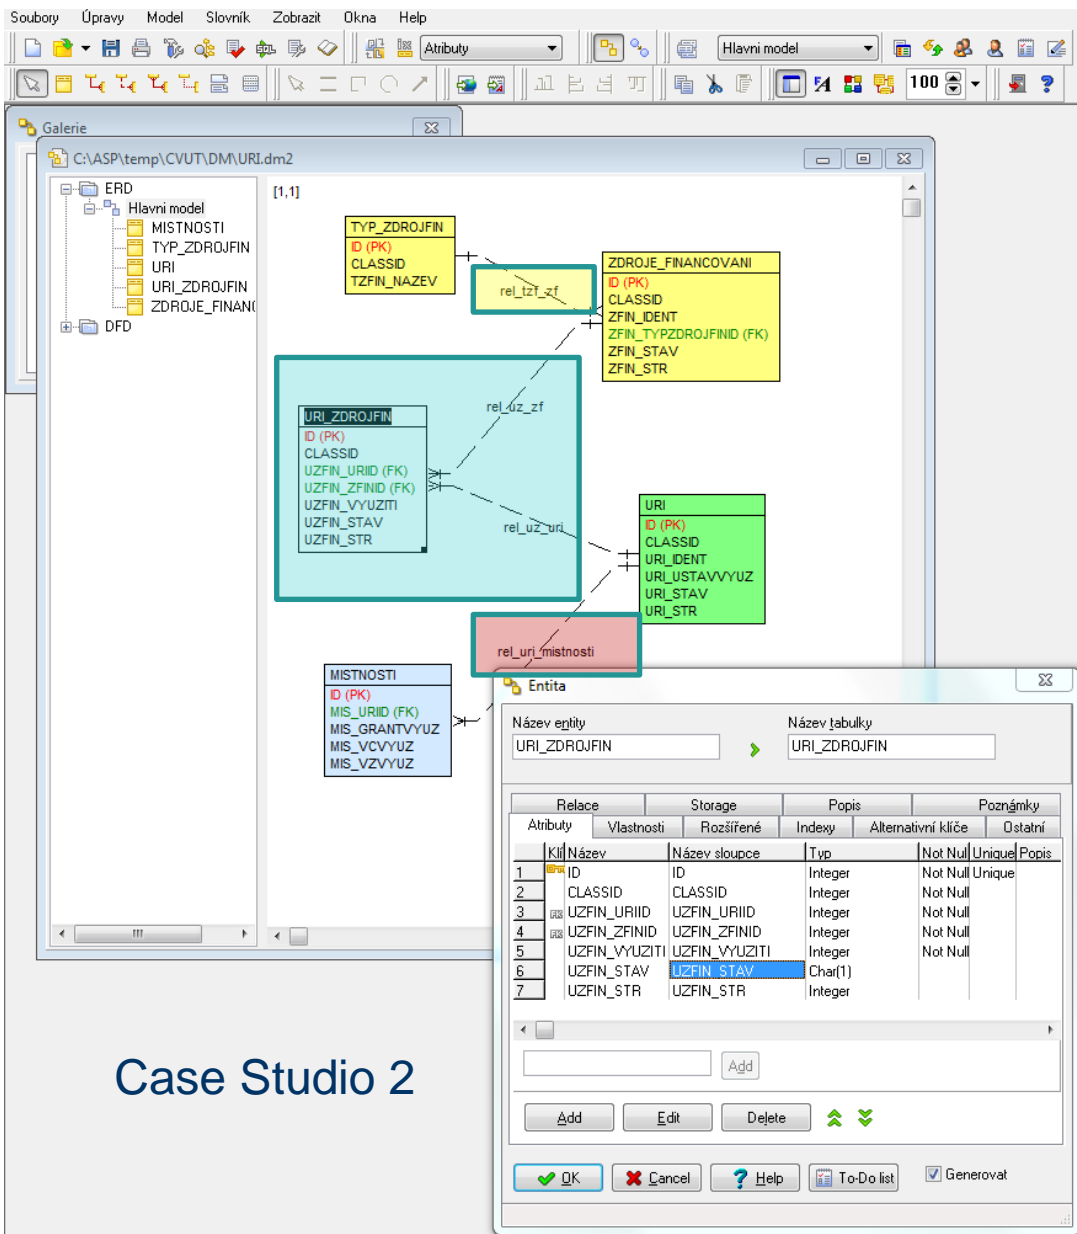 Soubory Úpravy Model Slovník Zobrazit Okna Help
Atributy Hlavni model
100
Galerie
C:\ASP\temp\CVUT\DM\URI.dm2
ERD
Hlavni model
MISTNOSTI
TYP_ZDROJFIN
URI
URI_ZDROJFIN
ZDROJE_FINAN(
DFD
[1,1]
TYP_ZDROJFIN
ID (PK)
CLASSID
TZFIN_NAZEV
rel_tzf_zf
ZDROJE_FINANCOVANI
ID (PK)
CLASSID
ZFIN_IDENT
ZFIN_TYPZDROJFINID (FK)
ZFIN_STAV
ZFIN_STR
rel_uz_zf
URI_ZDROJFIN
ID (PK)
CLASSID
UZFIN_URIID (FK)
UZFIN_ZFINID (FK)
UZFIN_VYUZITI
UZFIN_STAV
UZFIN_STR
rel_uz_uri
URI
ID (PK)
CLASSID
URI_IDENT
URI_USTAVVYUZ
URI_STAV
URI_STR
rel_uri_mistnosti
MISTNOSTI
ID (PK)
MIS_URIID (FK)
MIS_GRANTVYUZ
MIS_VCVYUZ
MIS_VZVYUZ
Entita
Název entity Název tabulky
URI_ZDROJFIN URI_ZDROJFIN
Relace Storage Popis Poznámky
Atributy Vlastnosti Rozšířené Indexy Alternativní klíče Ostatní
Klí Název Název sloupce Typ Not Nul Unique Popis
1 ID ID Integer Not Null Unique
2 CLASSID CLASSID Integer Not Null
3 UZFIN_URIID UZFIN_URIID Integer Not Null
4 UZFIN_ZFINID UZFIN_ZFINID Integer Not Null
5 UZFIN_VYUZITI UZFIN_VYUZITI Integer Not Null
6 UZFIN_STAV UZFIN_STAV Char(1)
7 UZFIN_STR UZFIN_STR Integer
Add
Add Edit Delete
OK Cancel Help To-Do list Generovat
Case Studio 2